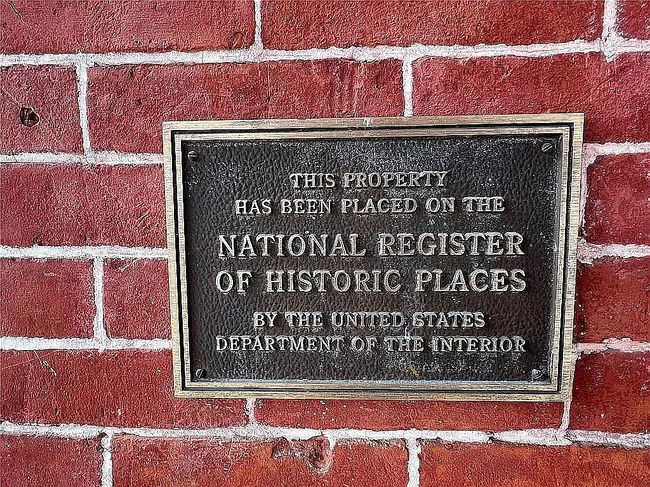 THIS PROPERTY
HAS BEEN PLACED ON THE
NATIONAL REGISTER
OF HISTORIC PLACES
BY THE UNITED STATES
DEPARTMENT OF THE INTERIOR